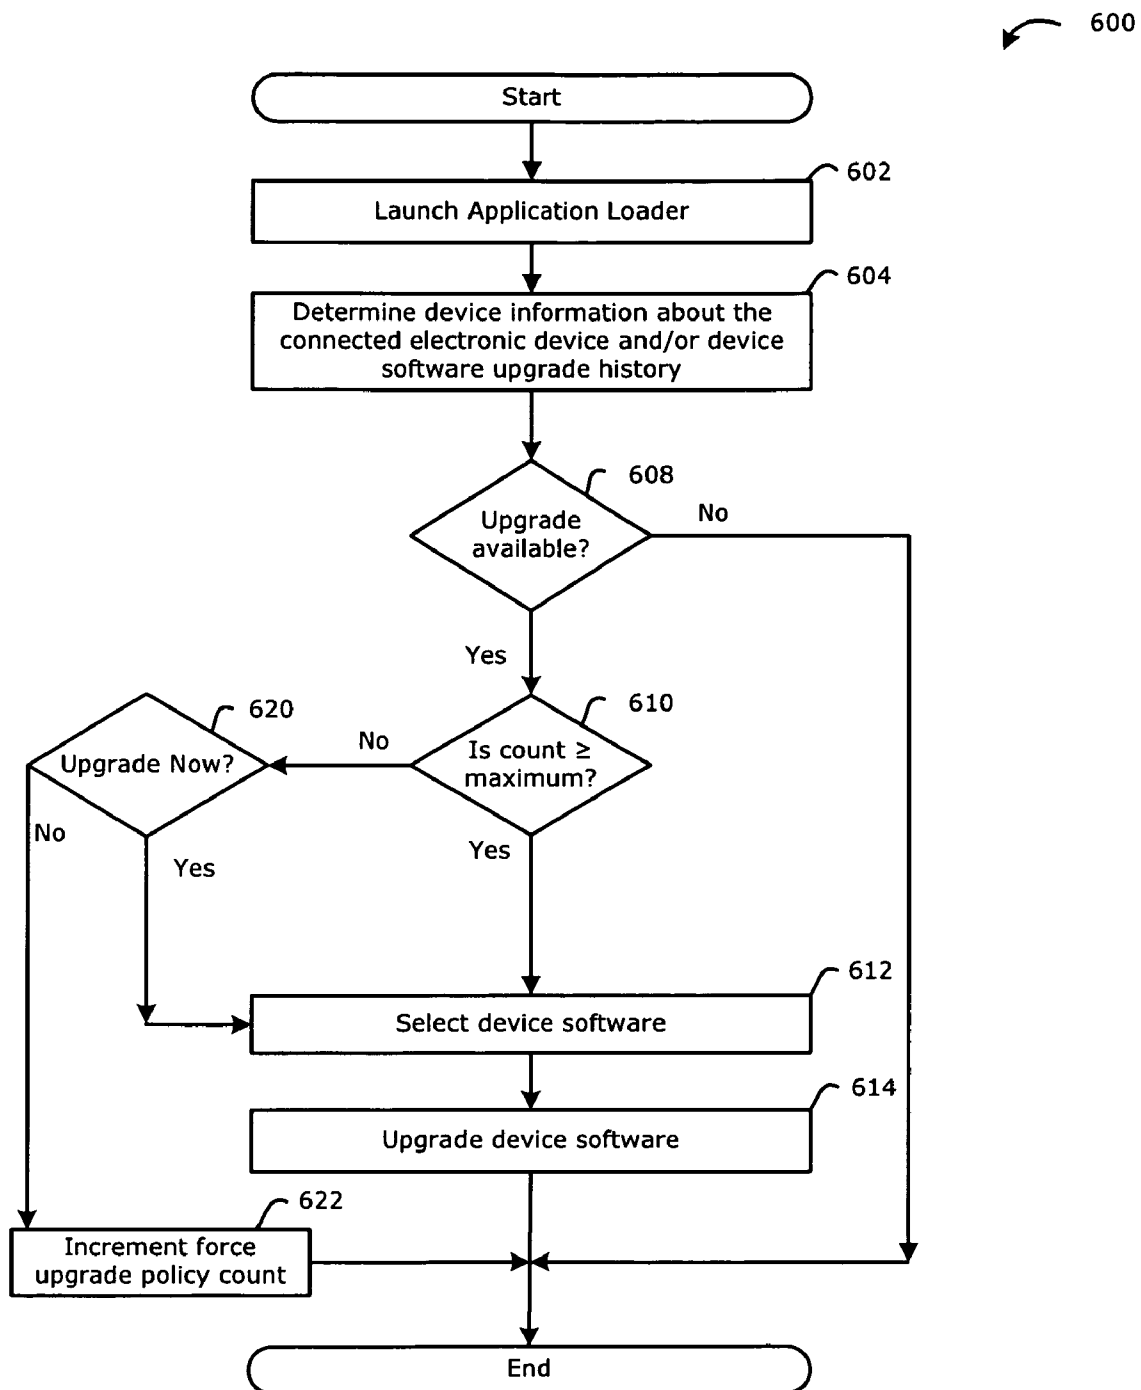 600
Start
602
Launch Application Loader
604
Determine device information about the
connected electronic device and/or device
software upgrade history
608
Upgrade
available?
No
Yes
610
Is count ≥
maximum?
No
620
Upgrade Now?
No
Yes
Yes
612
Select device software
614
Upgrade device software
622
Increment force
upgrade policy count
End